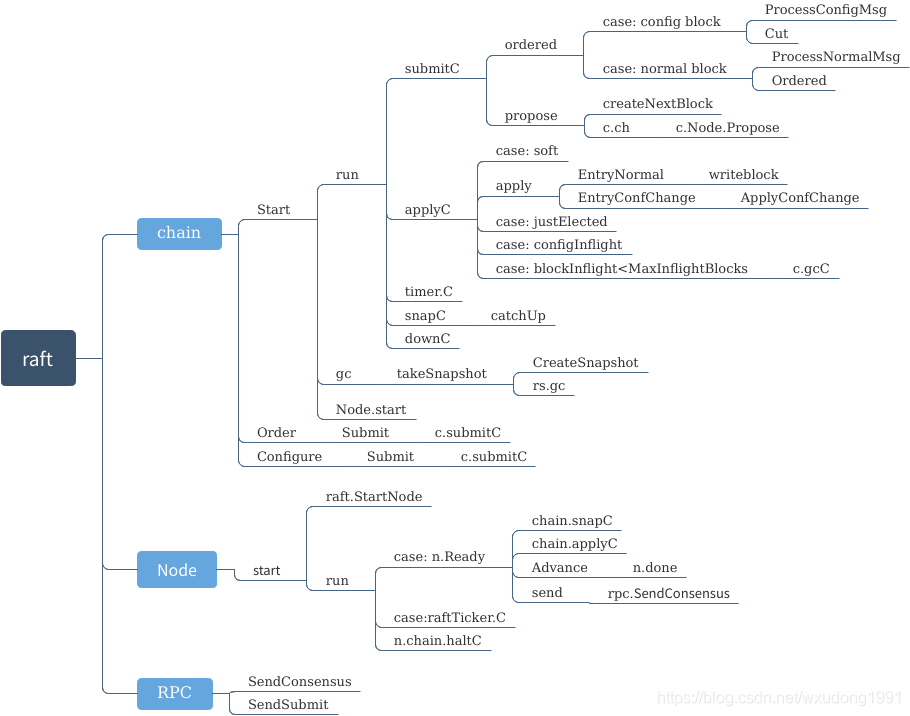 raft
chain
Start
run
submitC
ordered
case: config block
ProcessConfigMsg
Cut
case: normal block
ProcessNormalMsg
Ordered
propose
createNextBlock
c.ch c.Node.Propose
applyC
case: soft
apply
EntryNormal writeblock
EntryConfChange ApplyConfChange
case: justElected
case: configInflight
case: blockInflight<MaxInflightBlocks c.gcC
timer.C
snapC catchUp
downC
gc takeSnapshot
CreateSnapshot
rs.gc
Node.start
Order Submit c.submitC
Configure Submit c.submitC
Node
start
raft.StartNode
run
case: n.Ready
chain.snapC
chain.applyC
Advance n.done
send rpc.SendConsensus
case:raftTicker.C
n.chain.haltC
RPC
SendConsensus
SendSubmit
https://blog.csdn.net/wxudong1991